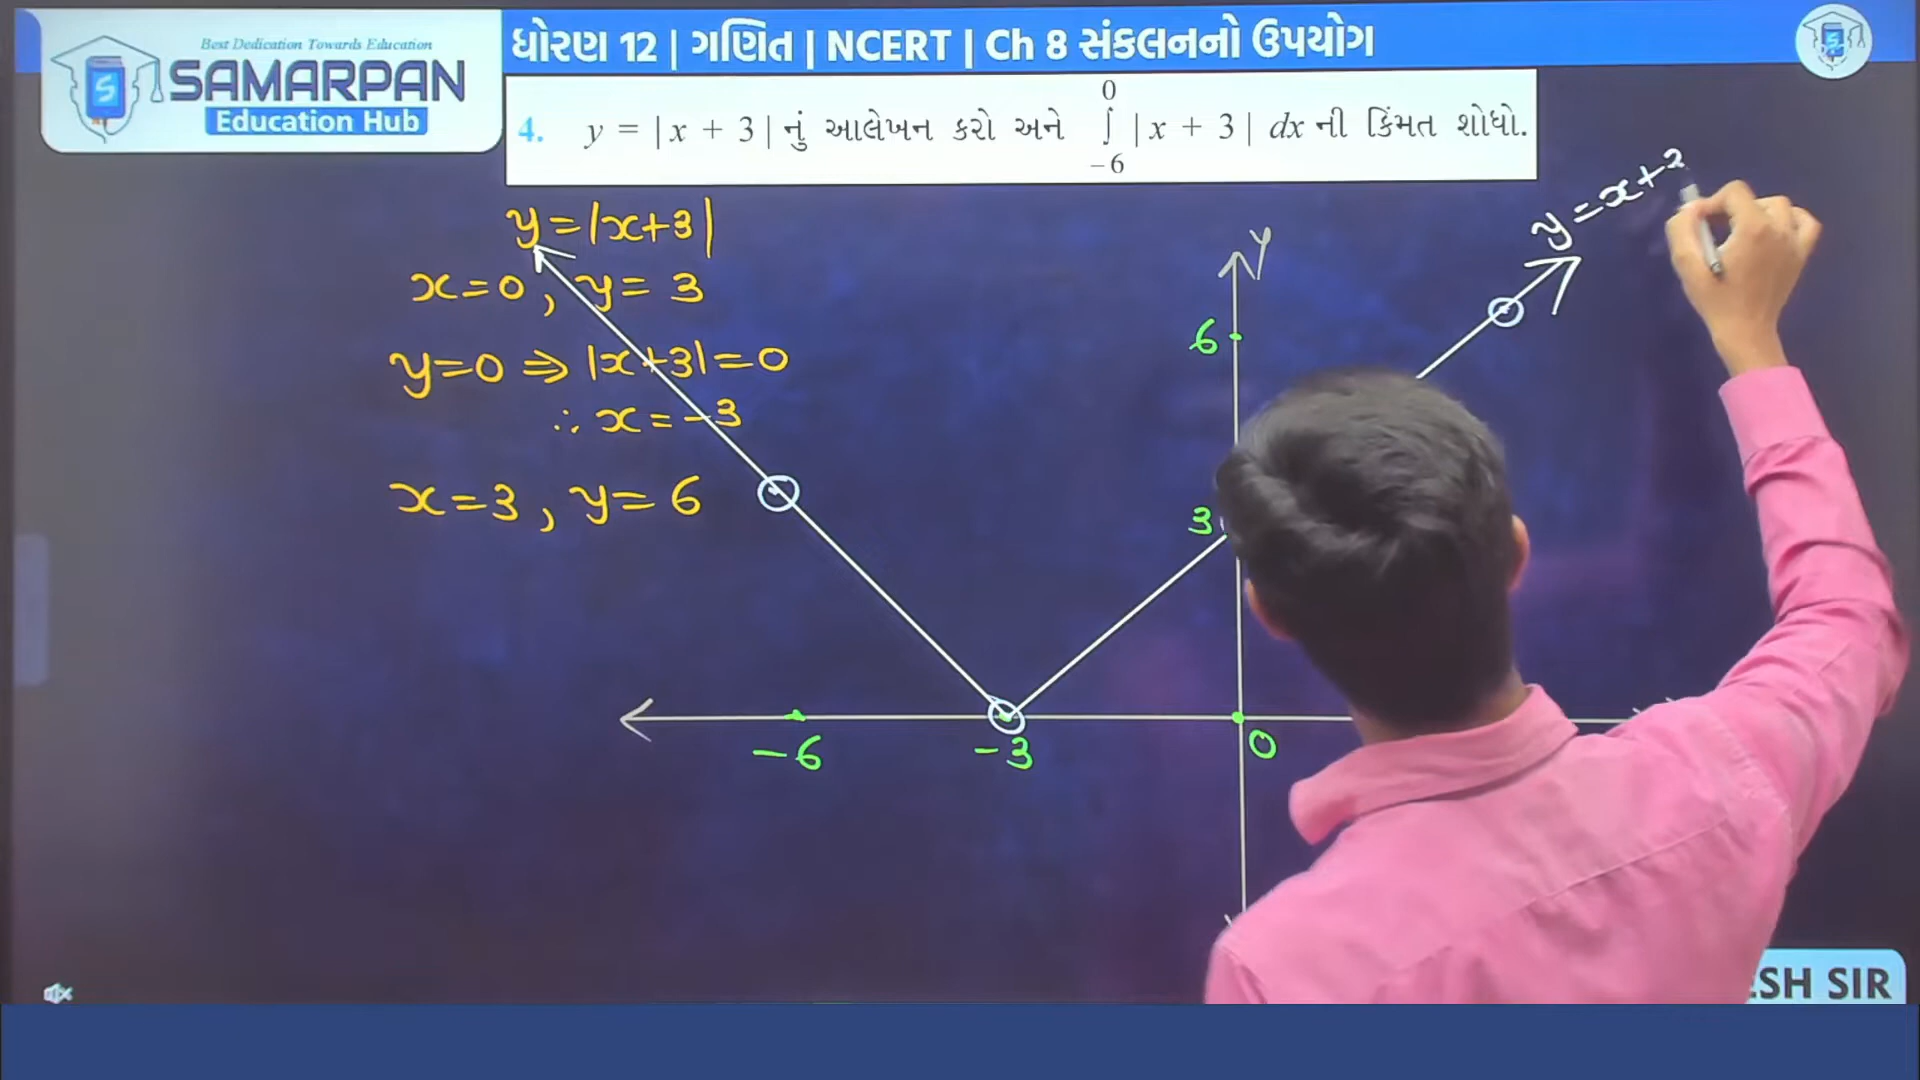 Best Dedication Towards Education
SAMARPAN
Education Hub
ધોરણ 12 | ગણિત | NCERT | Ch 8 સંકલનનો ઉપયોગ
4. y = | x + 3 | નું આલેખન કરો અને ∫₋₆⁰ | x + 3 | dx ની કિંમત શોધો.
y=|x+3|
x=0, y=3
y=0 ⇒ |x+3|=0
∴ x=-3
x=3, y=6
y=x+
Y
6
3
-6
-3
0
SH SIR